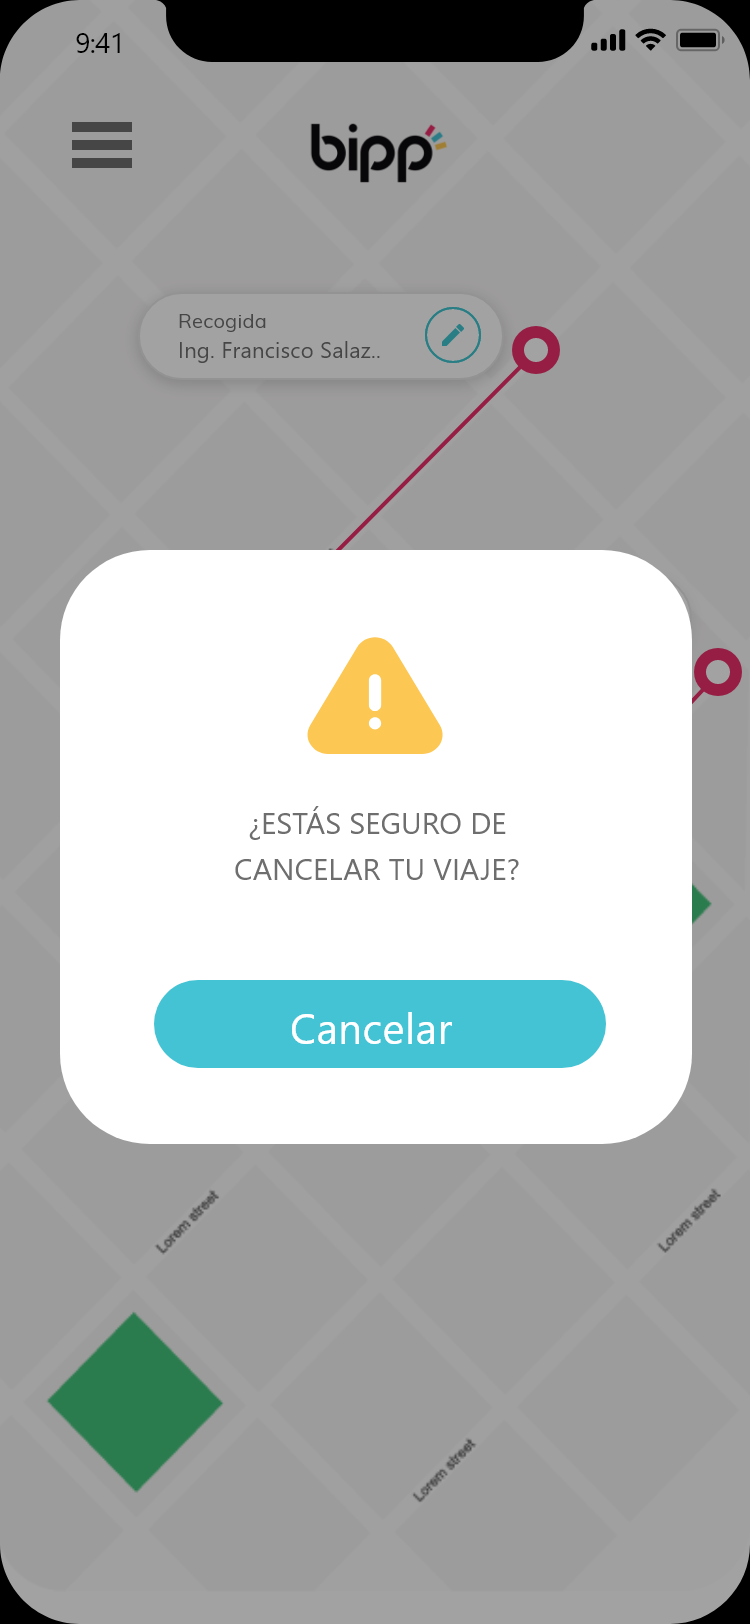 9:41
bipp
Recogida
Ing. Francisco Salaz..
¿ESTÁS SEGURO DE
CANCELAR TU VIAJE?
Cancelar
Lorem street
Lorem street
Lorem street